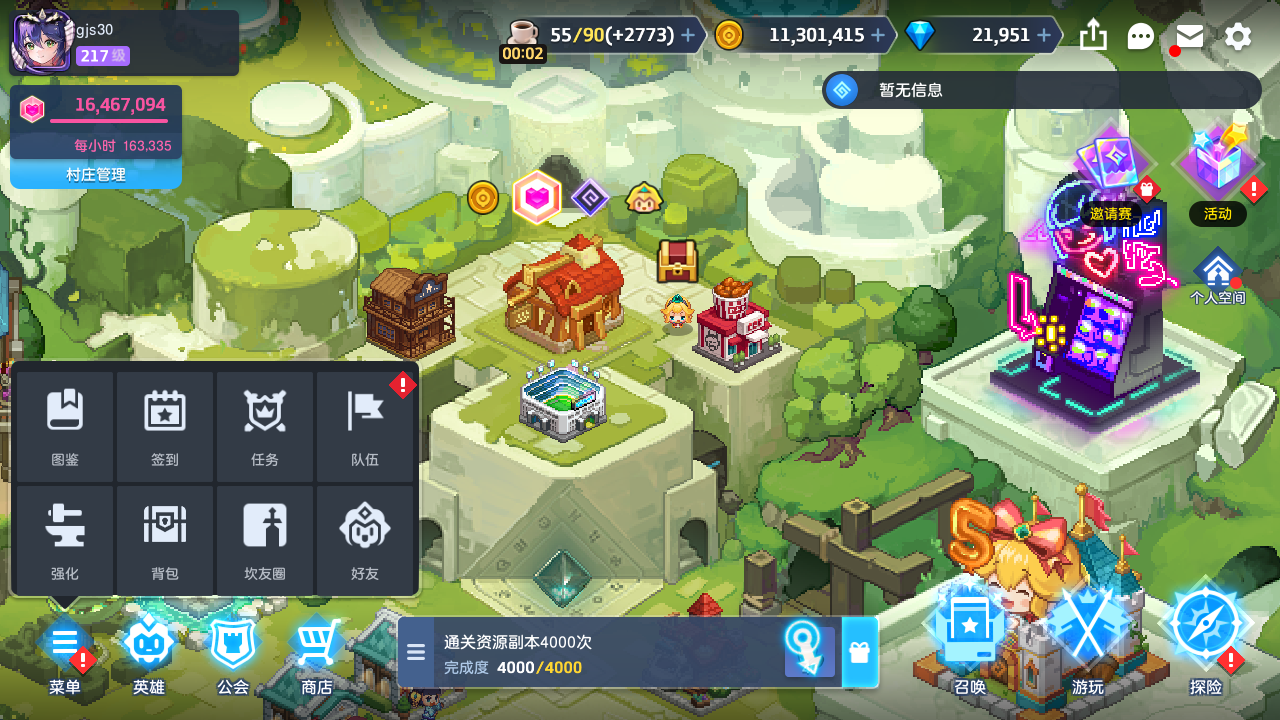 gjs30
217 级
00:02
55/90(+2773)
11,301,415
21,951
暂无信息
16,467,094
每小时 163,335
村庄管理
邀请赛
活动
个人空间
图鉴
签到
任务
队伍
强化
背包
坎友圈
好友
5
通关资源副本4000次
完成度 4000/4000
菜单
英雄
公会
商店
召唤
游玩
探险